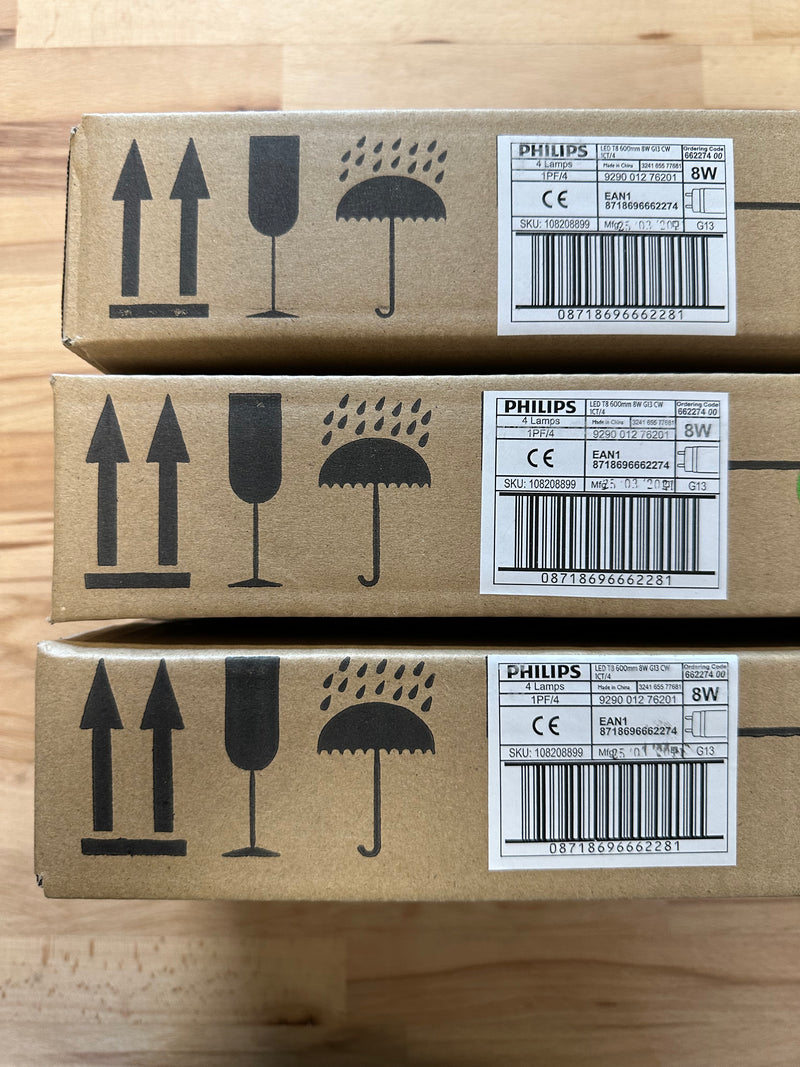 PHILIPS
LED T8 600mm 8W G13 CW
1CT/4
Ordering Code
662274 00
4 Lamps
Made in China
3241 655 77681
1PF/4
9290 012 76201
8W
CE
EAN1
8718696662274
SKU: 108208899
Mfg
G13
08718696662281
PHILIPS
LED T8 600mm 8W G13 CW
1CT/4
Ordering Code
662274 00
4 Lamps
Made in China
3241 655 77681
1PF/4
9290 012 76201
8W
CE
EAN1
8718696662274
SKU: 108208899
Mfg
G13
08718696662281
PHILIPS
LED T8 600mm 8W G13 CW
1CT/4
Ordering Code
662274 00
4 Lamps
Made in China
3241 655 77681
1PF/4
9290 012 76201
8W
CE
EAN1
8718696662274
SKU: 108208899
Mfg
G13
08718696662281